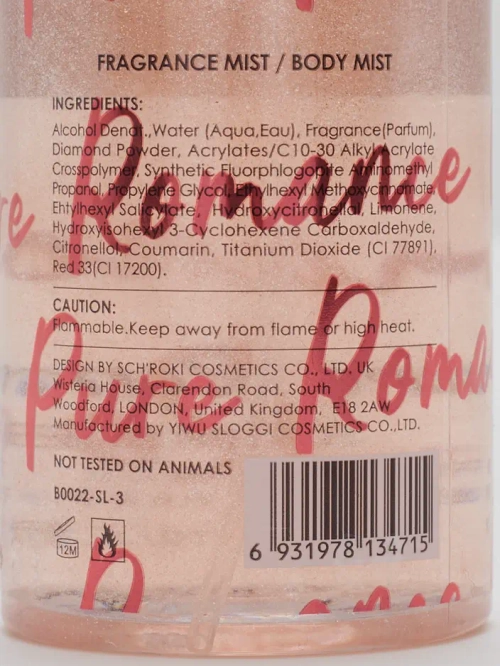 FRAGRANCE MIST / BODY MIST
INGREDIENTS:
Alcohol Denat.,Water (Aqua,Eau), Fragrance(Parfum),
Diamond Powder, Acrylates/C10-30 Alkyl Acrylate
Crosspolymer, Synthetic Fluorphlogopite Aminomethyl
Propanol, Propylene Glycol, Ethylhexyl Methoxycinnamate,
Ehtylhexyl Salicylate, Hydroxycitronellal, Limonene,
Hydroxyisohexyl 3-Cyclohexene Carboxaldehyde,
Citronellol, Coumarin, Titanium Dioxide (CI 77891),
Red 33(CI 17200).
Romance
CAUTION:
Flammable.Keep away from flame or high heat.
DESIGN BY SCH'ROKI COSMETICS CO., LTD. UK
Wisteria House, Clarendon Road, South
Woodford, LONDON, United Kingdom, E18 2AW
Manufactured by YIWU SLOGGI COSMETICS CO.,LTD.
Pure Roma
NOT TESTED ON ANIMALS
B0022-SL-3
12M
6 931978 134715